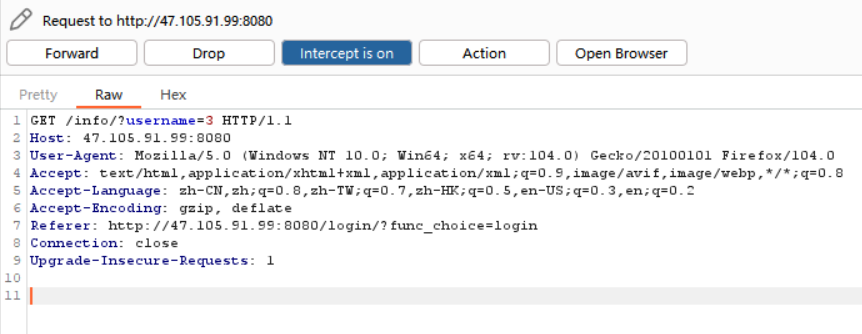 Request to http://47.105.91.99:8080
Forward Drop Intercept is on Action Open Browser
Pretty Raw Hex
1 GET /info/?username=3 HTTP/1.1
2 Host: 47.105.91.99:8080
3 User-Agent: Mozilla/5.0 (Windows NT 10.0; Win64; x64; rv:104.0) Gecko/20100101 Firefox/104.0
4 Accept: text/html,application/xhtml+xml,application/xml;q=0.9,image/avif,image/webp,*/*;q=0.8
5 Accept-Language: zh-CN,zh;q=0.8,zh-TW;q=0.7,zh-HK;q=0.5,en-US;q=0.3,en;q=0.2
6 Accept-Encoding: gzip, deflate
7 Referer: http://47.105.91.99:8080/login/?func_choice=login
8 Connection: close
9 Upgrade-Insecure-Requests: 1
10
11